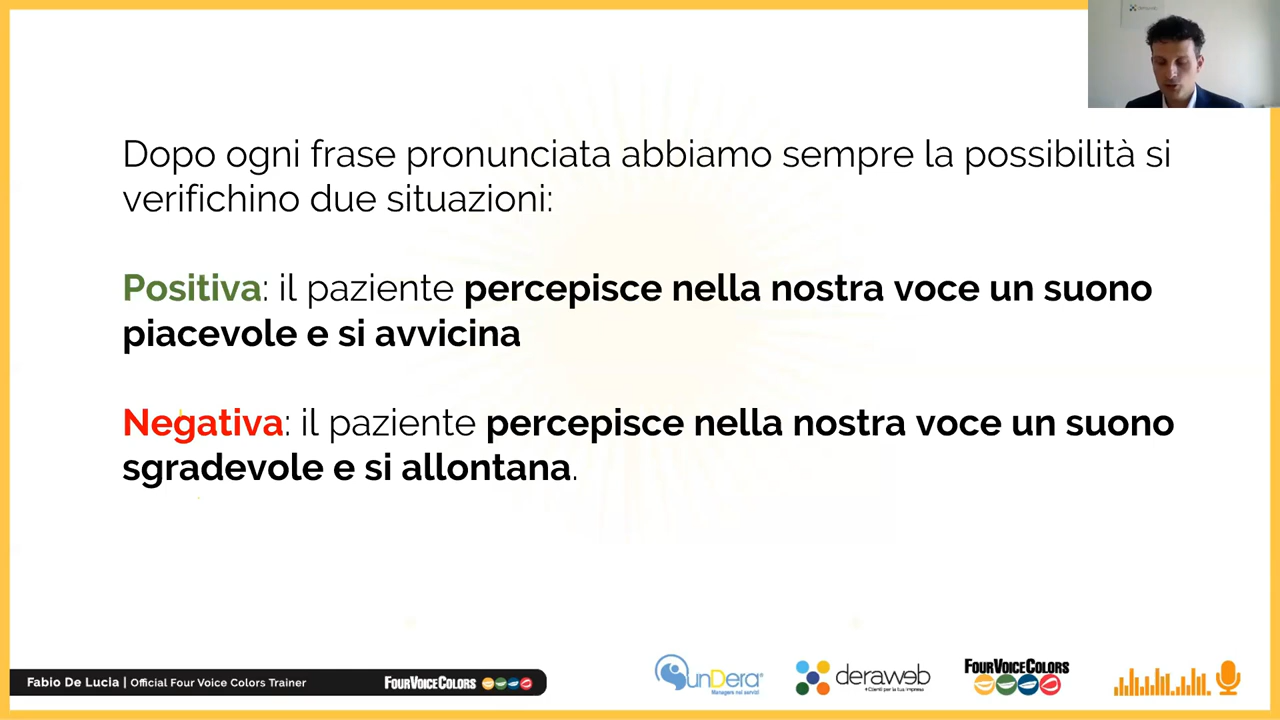 Dopo ogni frase pronunciata abbiamo sempre la possibilità si
verifichino due situazioni:
Positiva: il paziente percepisce nella nostra voce un suono
piacevole e si avvicina
Negativa: il paziente percepisce nella nostra voce un suono
sgradevole e si allontana.
Fabio De Lucia | Official Four Voice Colors Trainer
FOURVOICECOLORS
SunDera®
Managere nei servizi
deraweb
+ Clienti per la tua impresa
FOURVOICECOLORS